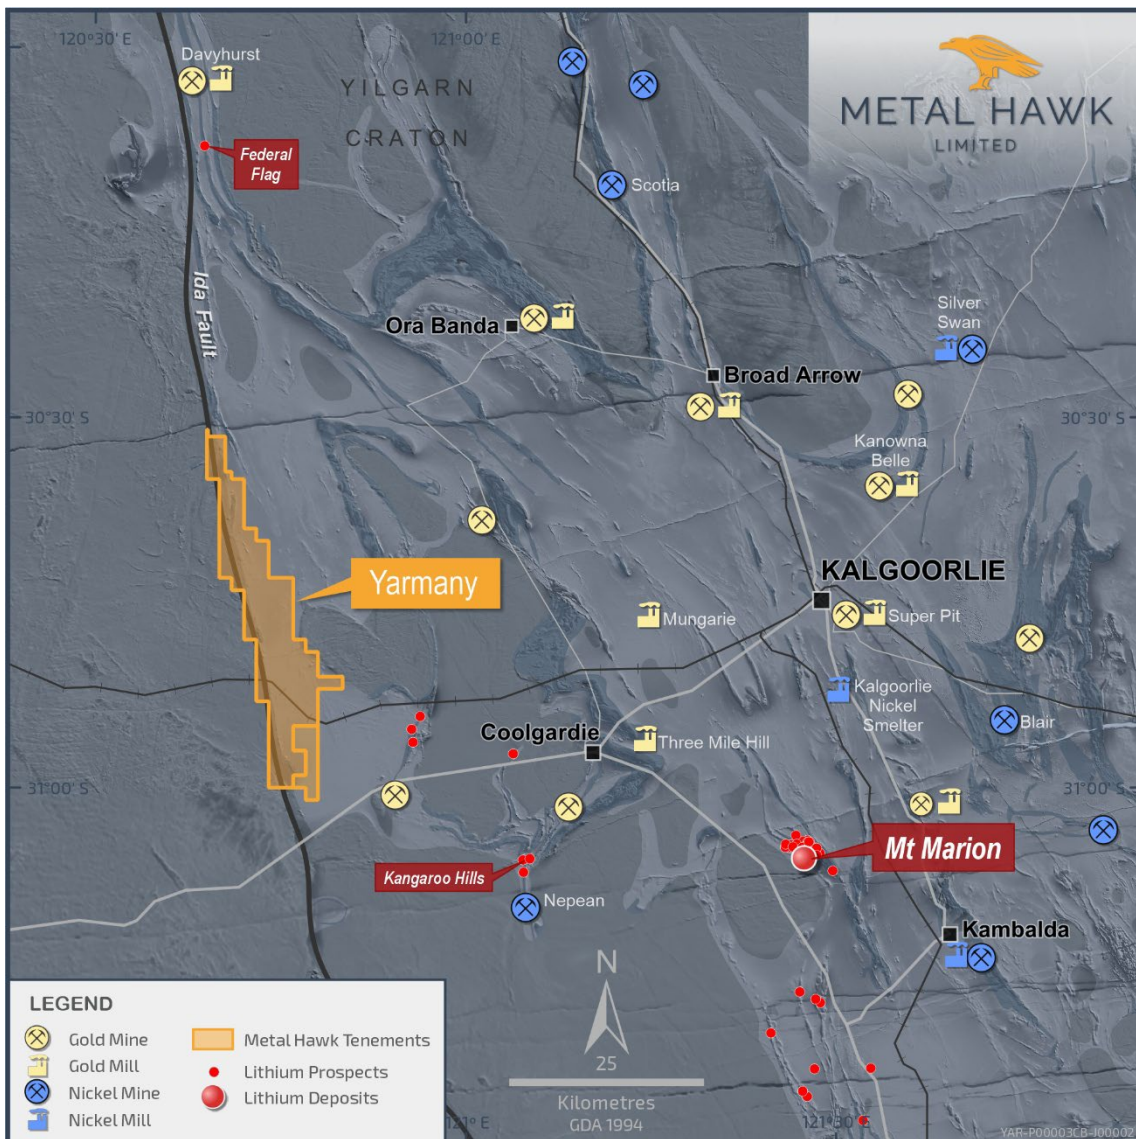 120°30' E
121°00' E
Davyhurst
YILGARN
CRATON
METAL HAWK
LIMITED
Federal
Flag
Scotia
Ida Fault
Ora Banda
Silver
Swan
Broad Arrow
30°30' S
30°30' S
Kanowna
Belle
Yarmany
KALGOORLIE
Mungarie
Super Pit
Kalgoorlie
Nickel
Smelter
Blair
Coolgardie
Three Mile Hill
31°00' S
31°00' S
Mt Marion
Kangaroo Hills
Nepean
Kambalda
N
25
Kilometres
GDA 1994
LEGEND
Gold Mine
Gold Mill
Nickel Mine
Nickel Mill
Metal Hawk Tenements
Lithium Prospects
Lithium Deposits
121° E
121°30' E
YAR-P00003CB-J00002